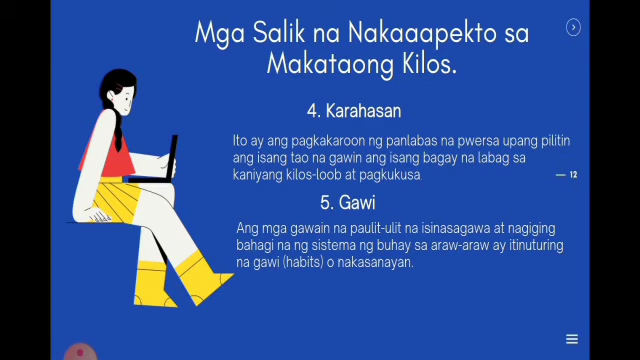 Mga Salik na Nakaaapekto sa
Makataong Kilos.
4. Karahasan
Ito ay ang pagkakaroon ng panlabas na pwersa upang pilitin
ang isang tao na gawin ang isang bagay na labag sa
kaniyang kilos-loob at pagkukusa.
12
5. Gawi
Ang mga gawain na paulit-ulit na isinasagawa at nagiging
bahagi na ng sistema ng buhay sa araw-araw ay itinuturing
na gawi (habits) o nakasanayan.